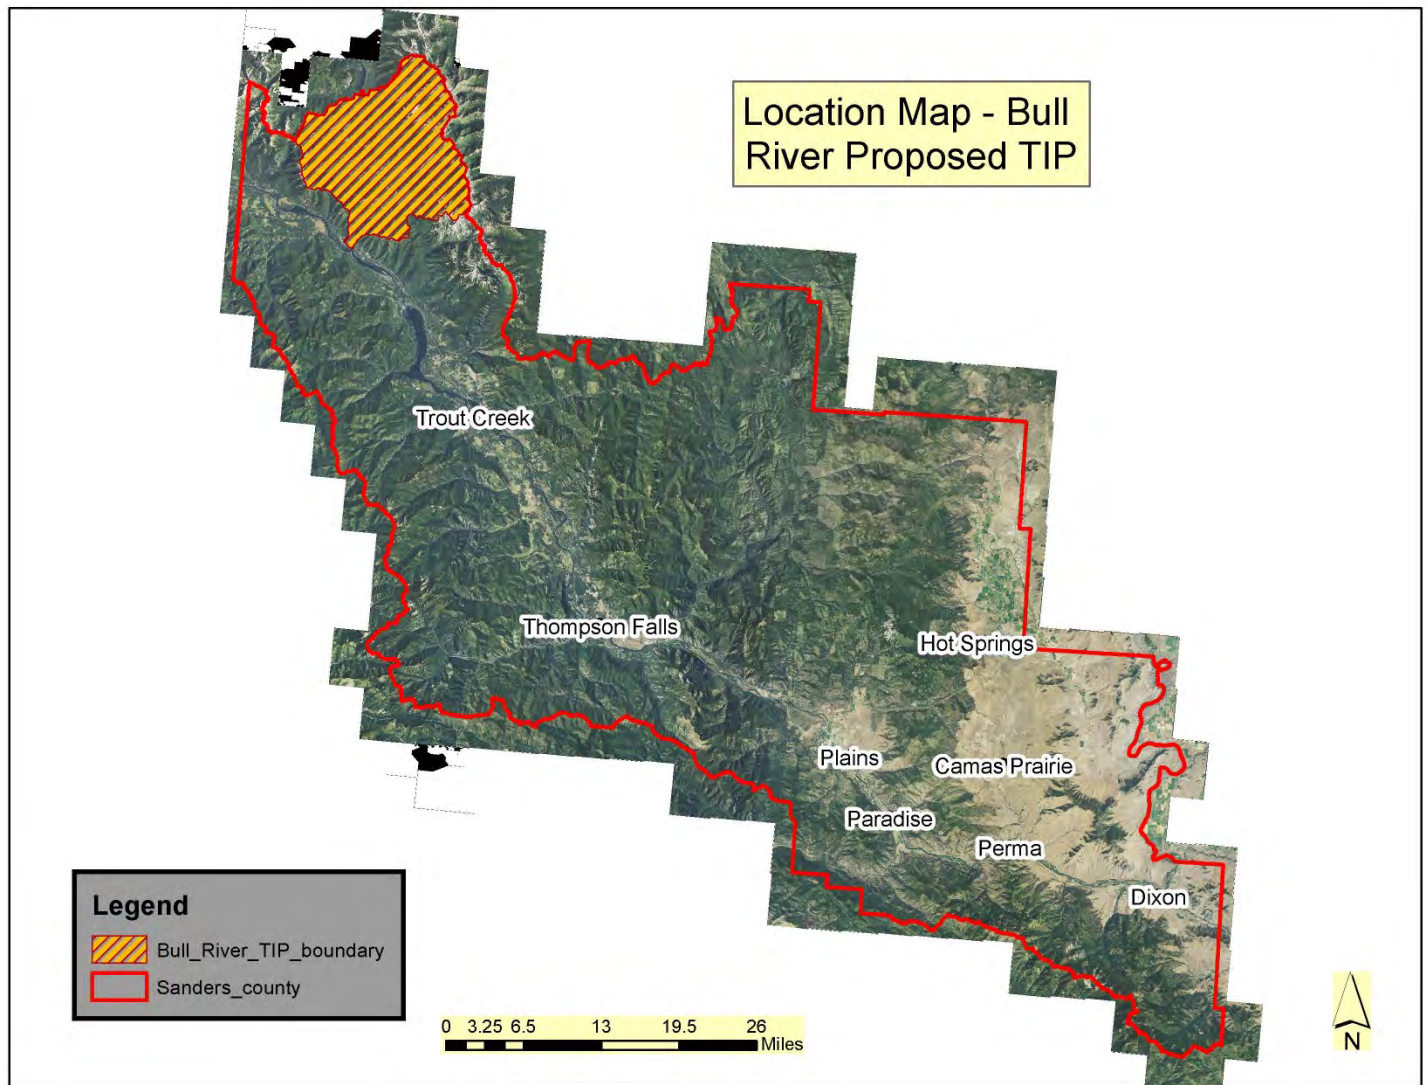 Location Map - Bull
River Proposed TIP
Trout Creek
Thompson Falls
Hot Springs
Plains
Camas Prairie
Paradise
Perma
Dixon
Legend
Bull_River_TIP_boundary
Sanders_county
0 3.25 6.5 13 19.5 26
Miles
N